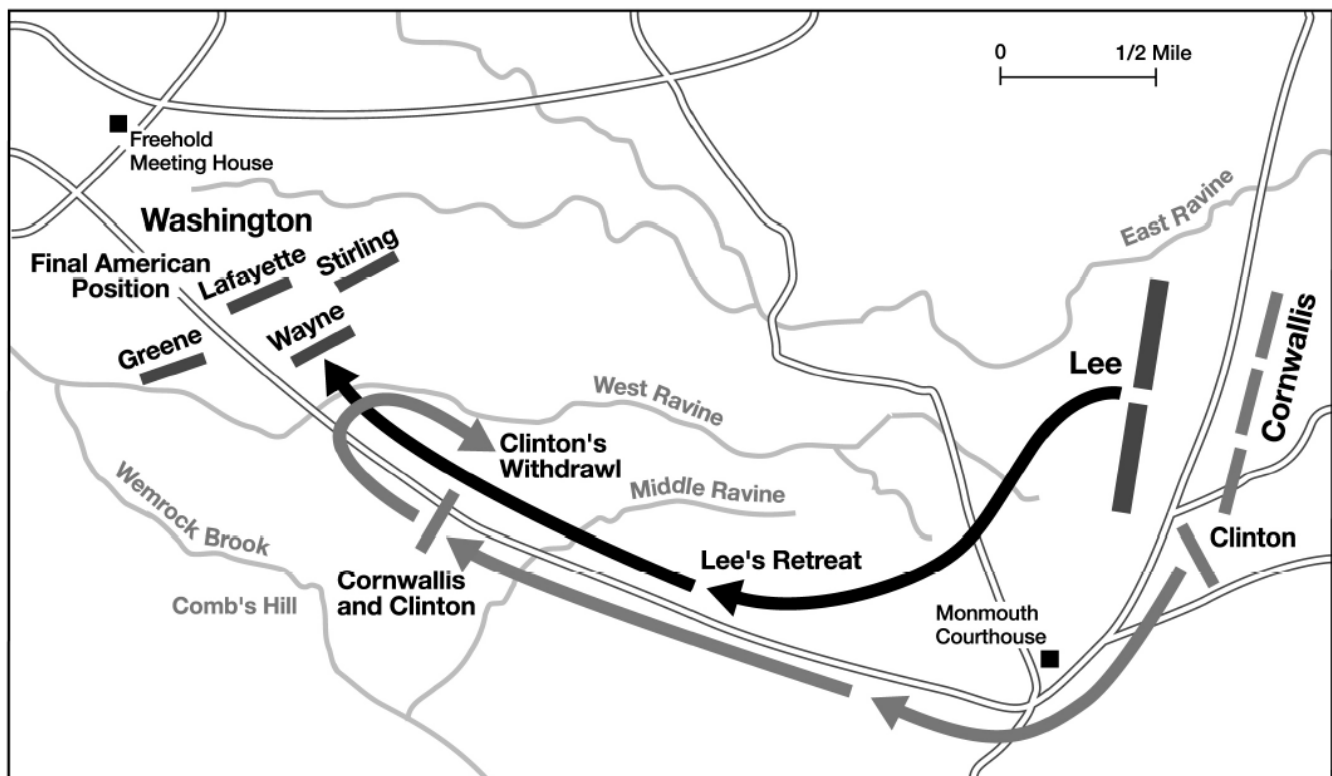 0 1/2 Mile
Freehold
Meeting House
Washington
Final American
Position
Lafayette
Stirling
Greene
Wayne
East Ravine
Lee
Cornwallis
West Ravine
Clinton's
Withdrawl
Middle Ravine
Wemrock Brook
Clinton
Lee's Retreat
Cornwallis
and Clinton
Comb's Hill
Monmouth
Courthouse